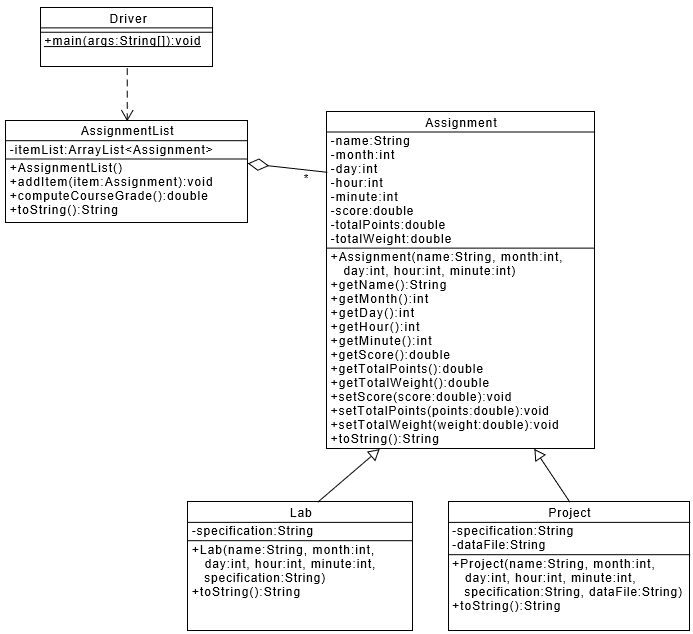 Driver
+main(args:String[]):void
AssignmentList
-itemList:ArrayList<Assignment>
+AssignmentList()
+addItem(item:Assignment):void
+computeCourseGrade():double
+toString():String
*
Assignment
-name:String
-month:int
-day:int
-hour:int
-minute:int
-score:double
-totalPoints:double
-totalWeight:double
+Assignment(name:String, month:int,
day:int, hour:int, minute:int)
+getName():String
+getMonth():int
+getDay():int
+getHour():int
+getMinute():int
+getScore():double
+getTotalPoints():double
+getTotalWeight():double
+setScore(score:double):void
+setTotalPoints(points:double):void
+setTotalWeight(weight:double):void
+toString():String
Lab
-specification:String
+Lab(name:String, month:int,
day:int, hour:int, minute:int,
specification:String)
+toString():String
Project
-specification:String
-dataFile:String
+Project(name:String, month:int,
day:int, hour:int, minute:int,
specification:String, dataFile:String)
+toString():String